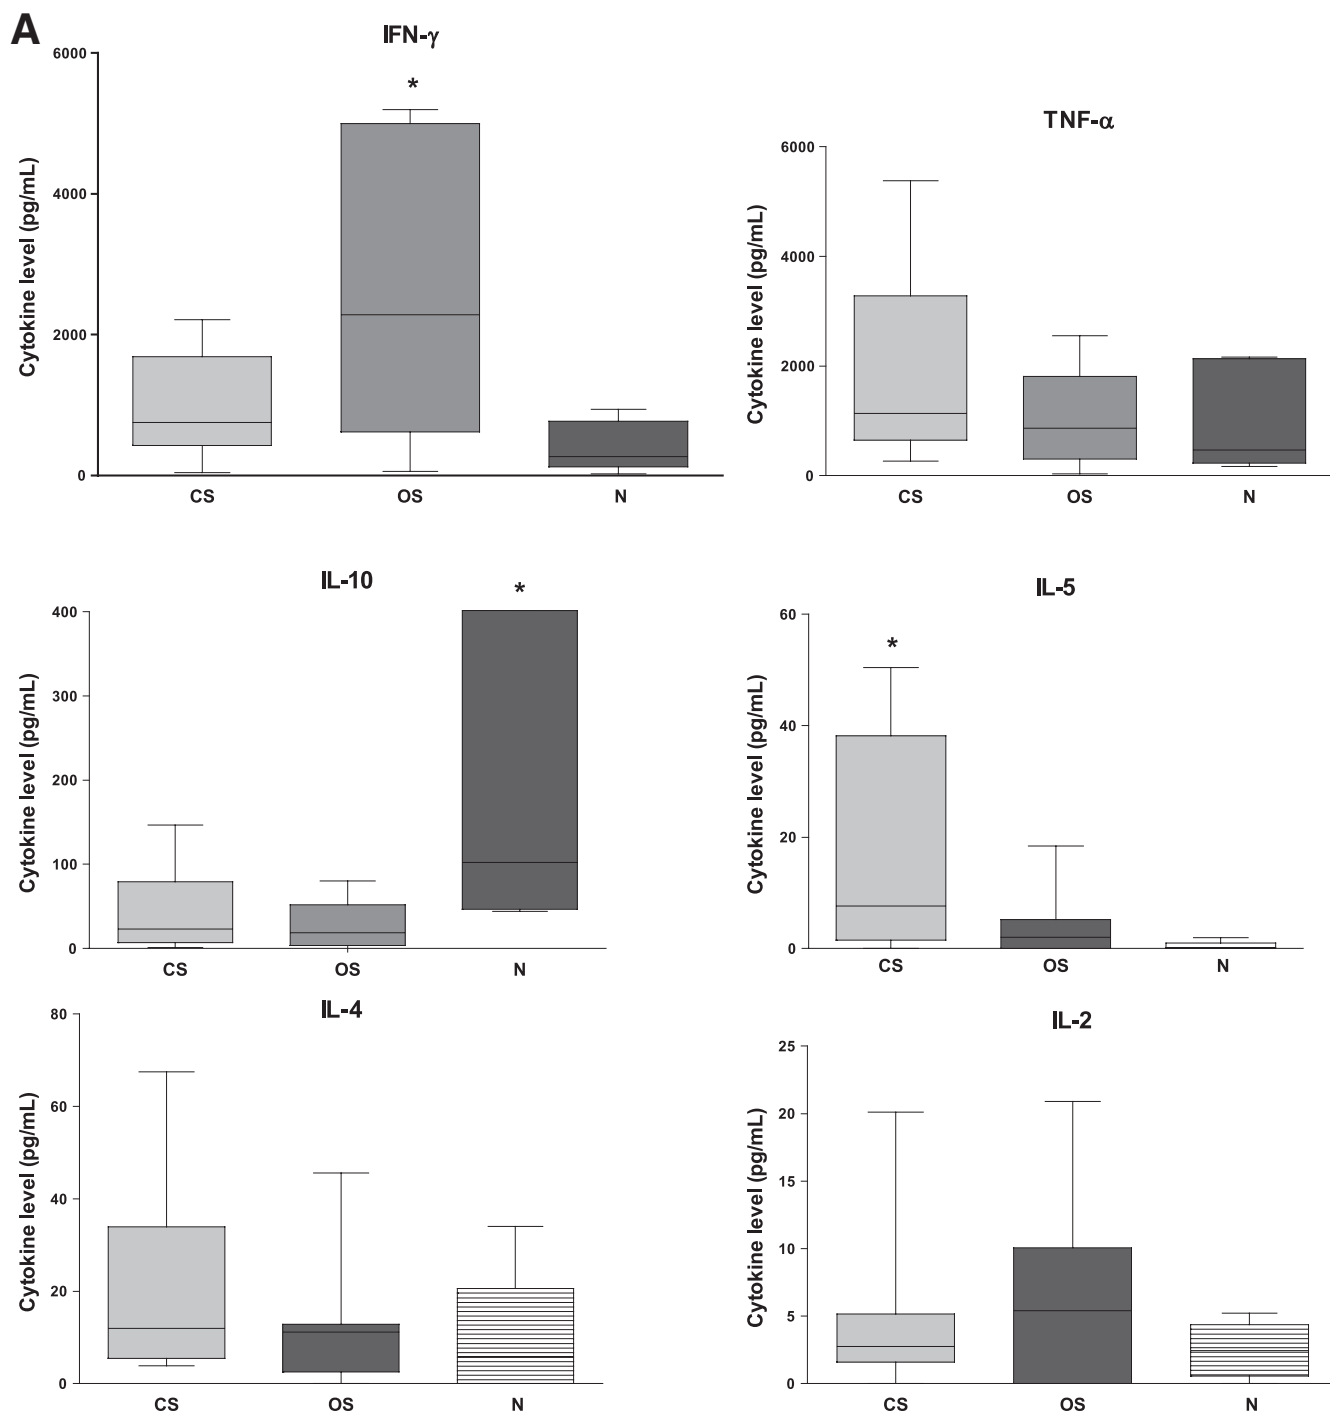 A
IFN-γ
*
Cytokine level (pg/mL)
6000
4000
2000
0
CS OS N
TNF-α
Cytokine level (pg/mL)
6000
4000
2000
0
CS OS N
IL-10
*
Cytokine level (pg/mL)
400
300
200
100
0
CS OS N
IL-5
*
Cytokine level (pg/mL)
60
40
20
0
CS OS N
IL-4
Cytokine level (pg/mL)
80
60
40
20
0
CS OS N
IL-2
Cytokine level (pg/mL)
25
20
15
10
5
0
CS OS N